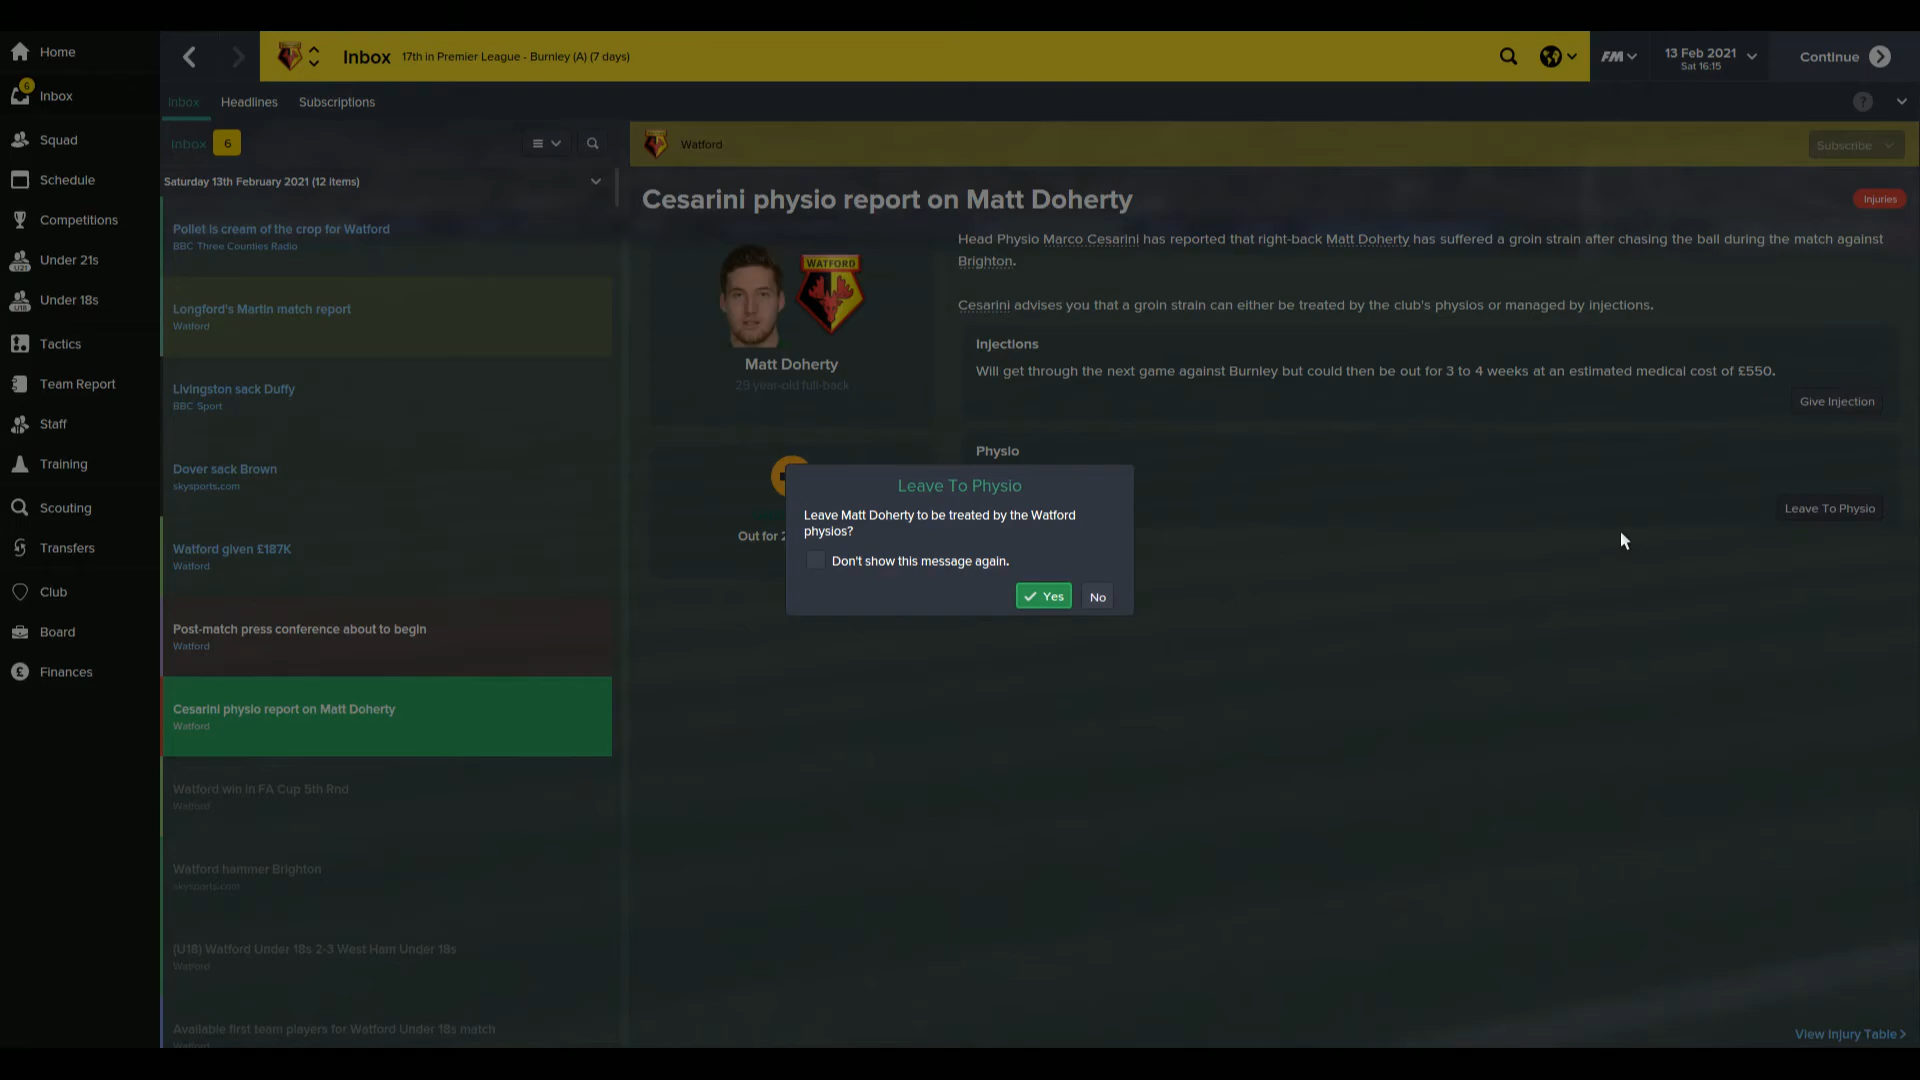 Home
Inbox
6
Squad
Schedule
Competitions
Under 21s
Under 18s
Tactics
Team Report
Staff
Training
Scouting
Transfers
Club
Board
Finances
Inbox 17th in Premier League - Burnley (A) (7 days)
FM
13 Feb 2021
Sat 16:15
Continue
Inbox Headlines Subscriptions
?
Inbox 6
Saturday 13th February 2021 (12 items)
Pollet is cream of the crop for Watford
BBC Three Counties Radio
Longford's Martin match report
Watford
Livingston sack Duffy
BBC Sport
Dover sack Brown
skysports.com
Watford given £187K
Watford
Post-match press conference about to begin
Watford
Cesarini physio report on Matt Doherty
Watford
Watford win in FA Cup 5th Rnd
Watford
Watford hammer Brighton
skysports.com
(U18) Watford Under 18s 2-3 West Ham Under 18s
Watford
Available first team players for Watford Under 18s match
Watford
Watford
Subscribe
Cesarini physio report on Matt Doherty
Injuries
WATFORD
Matt Doherty
29 year-old full-back
Out for 2
Head Physio Marco Cesarini has reported that right-back Matt Doherty has suffered a groin strain after chasing the ball during the match against
Brighton.
Cesarini advises you that a groin strain can either be treated by the club's physios or managed by injections.
Injections
Will get through the next game against Burnley but could then be out for 3 to 4 weeks at an estimated medical cost of £550.
Give Injection
Physio
Leave To Physio
Leave To Physio
Leave Matt Doherty to be treated by the Watford
physios?
Don't show this message again.
Yes No
View Injury Table >